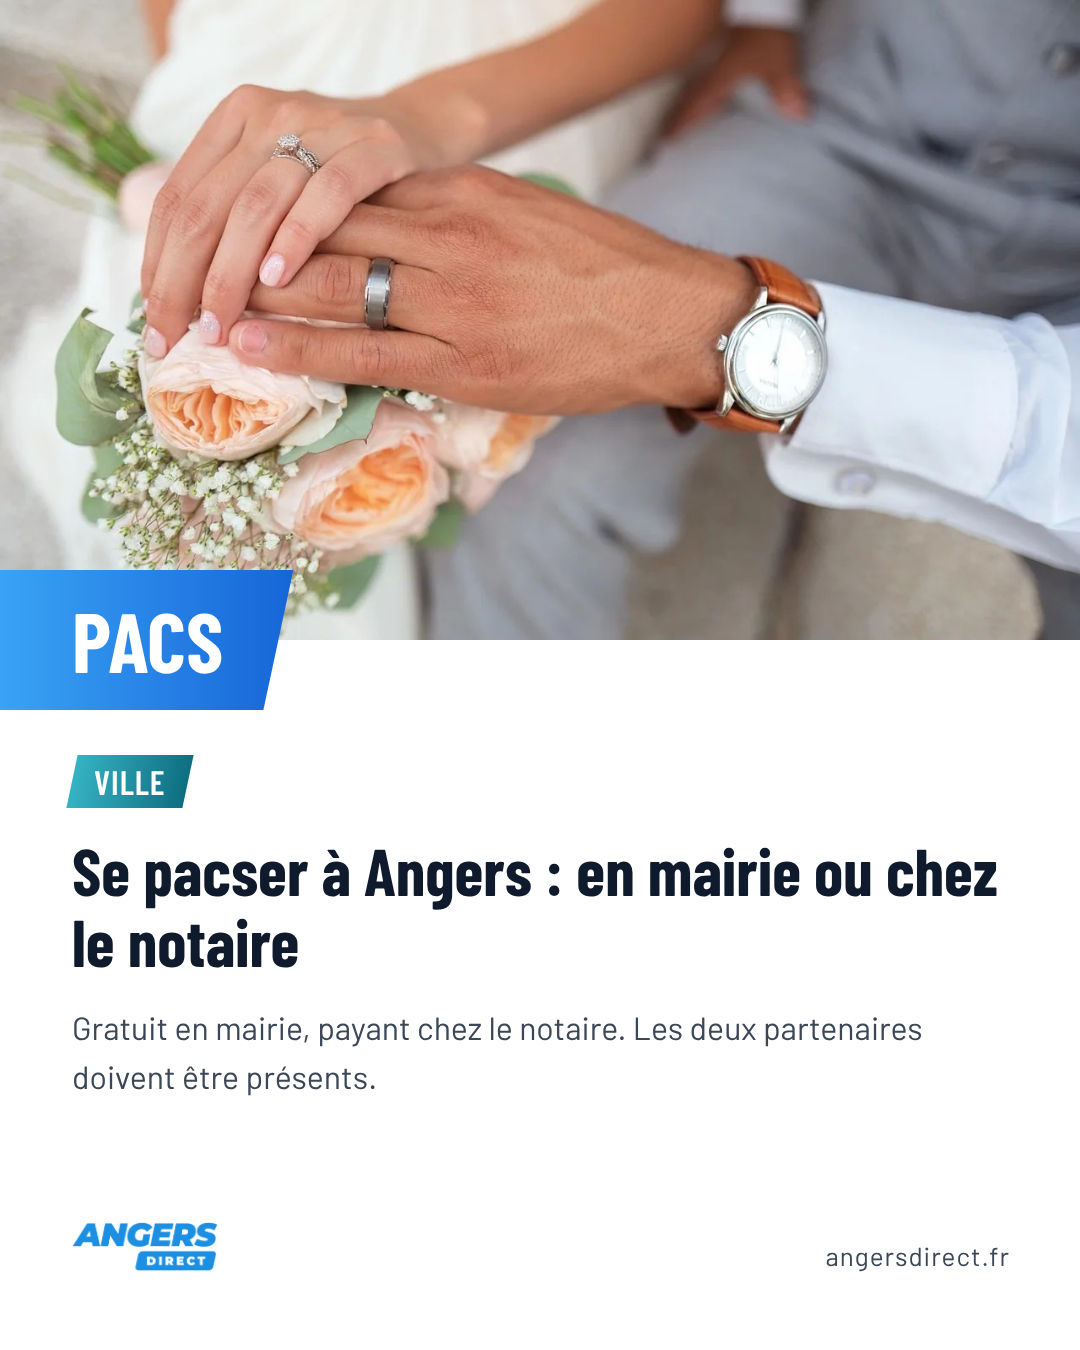 PACS
VILLE
Se pacser à Angers : en mairie ou chez
le notaire
Gratuit en mairie, payant chez le notaire. Les deux partenaires
doivent être présents.
ANGERS
DIRECT
angersdirect.fr